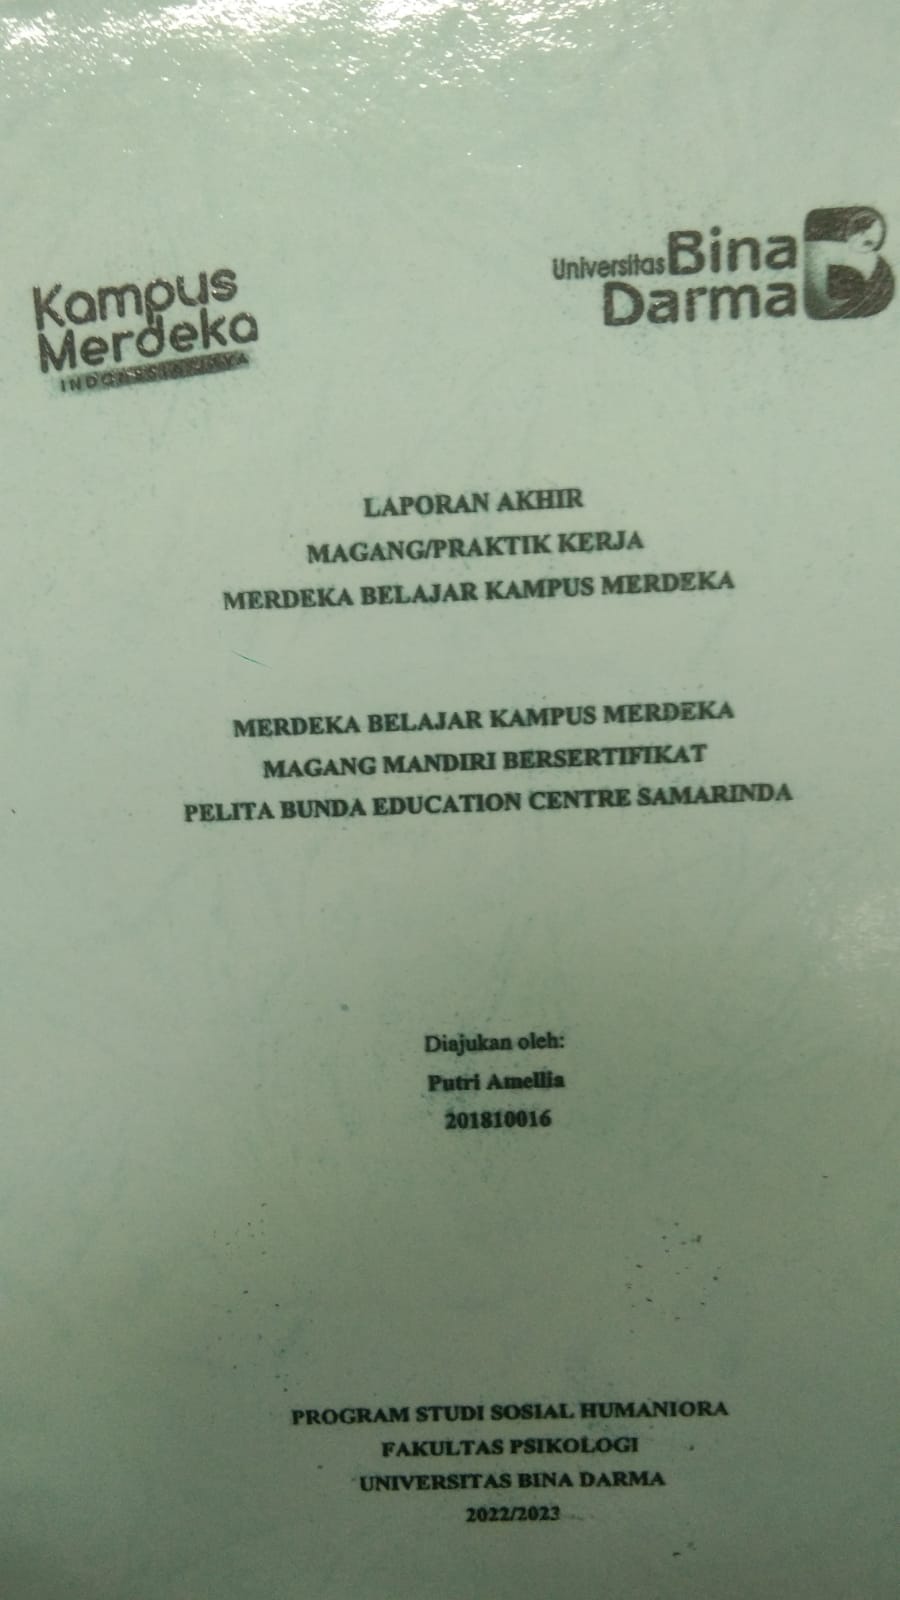 Kampus
Merdeka
INDONESIA JAYA
Universitas Bina
Darma
LAPORAN AKHIR
MAGANG/PRAKTIK KERJA
MERDEKA BELAJAR KAMPUS MERDEKA
MERDEKA BELAJAR KAMPUS MERDEKA
MAGANG MANDIRI BERSERTIFIKAT
PELITA BUNDA EDUCATION CENTRE SAMARINDA
Diajukan oleh:
Putri Amellia
201810016
PROGRAM STUDI SOSIAL HUMANIORA
FAKULTAS PSIKOLOGI
UNIVERSITAS BINA DARMA
2022/2023